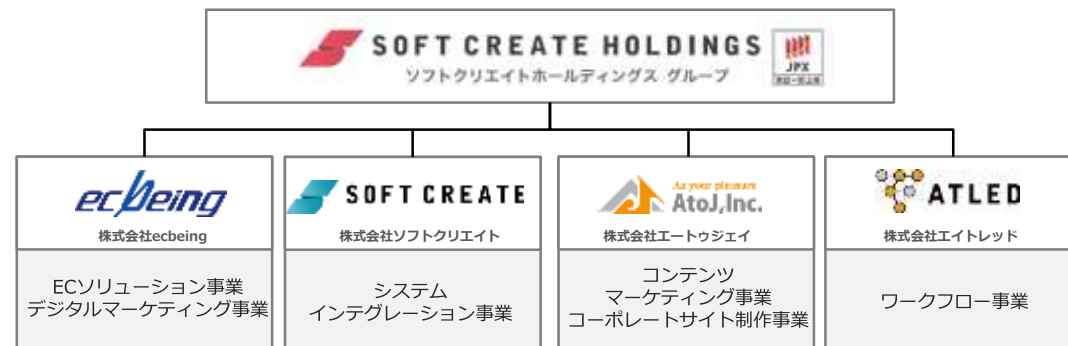 SOFT CREATE HOLDINGS
ソフトクリエイトホールディングス グループ
JPX
ecbeing
株式会社ecbeing
ECソリューション事業
デジタルマーケティング事業
SOFT CREATE
株式会社ソフトクリエイト
システム
インテグレーション事業
As your pleasure
AtoJ,Inc.
株式会社エートゥジェイ
コンテンツ
マーケティング事業
コーポレートサイト制作事業
ATLED
株式会社エイトレッド
ワークフロー事業